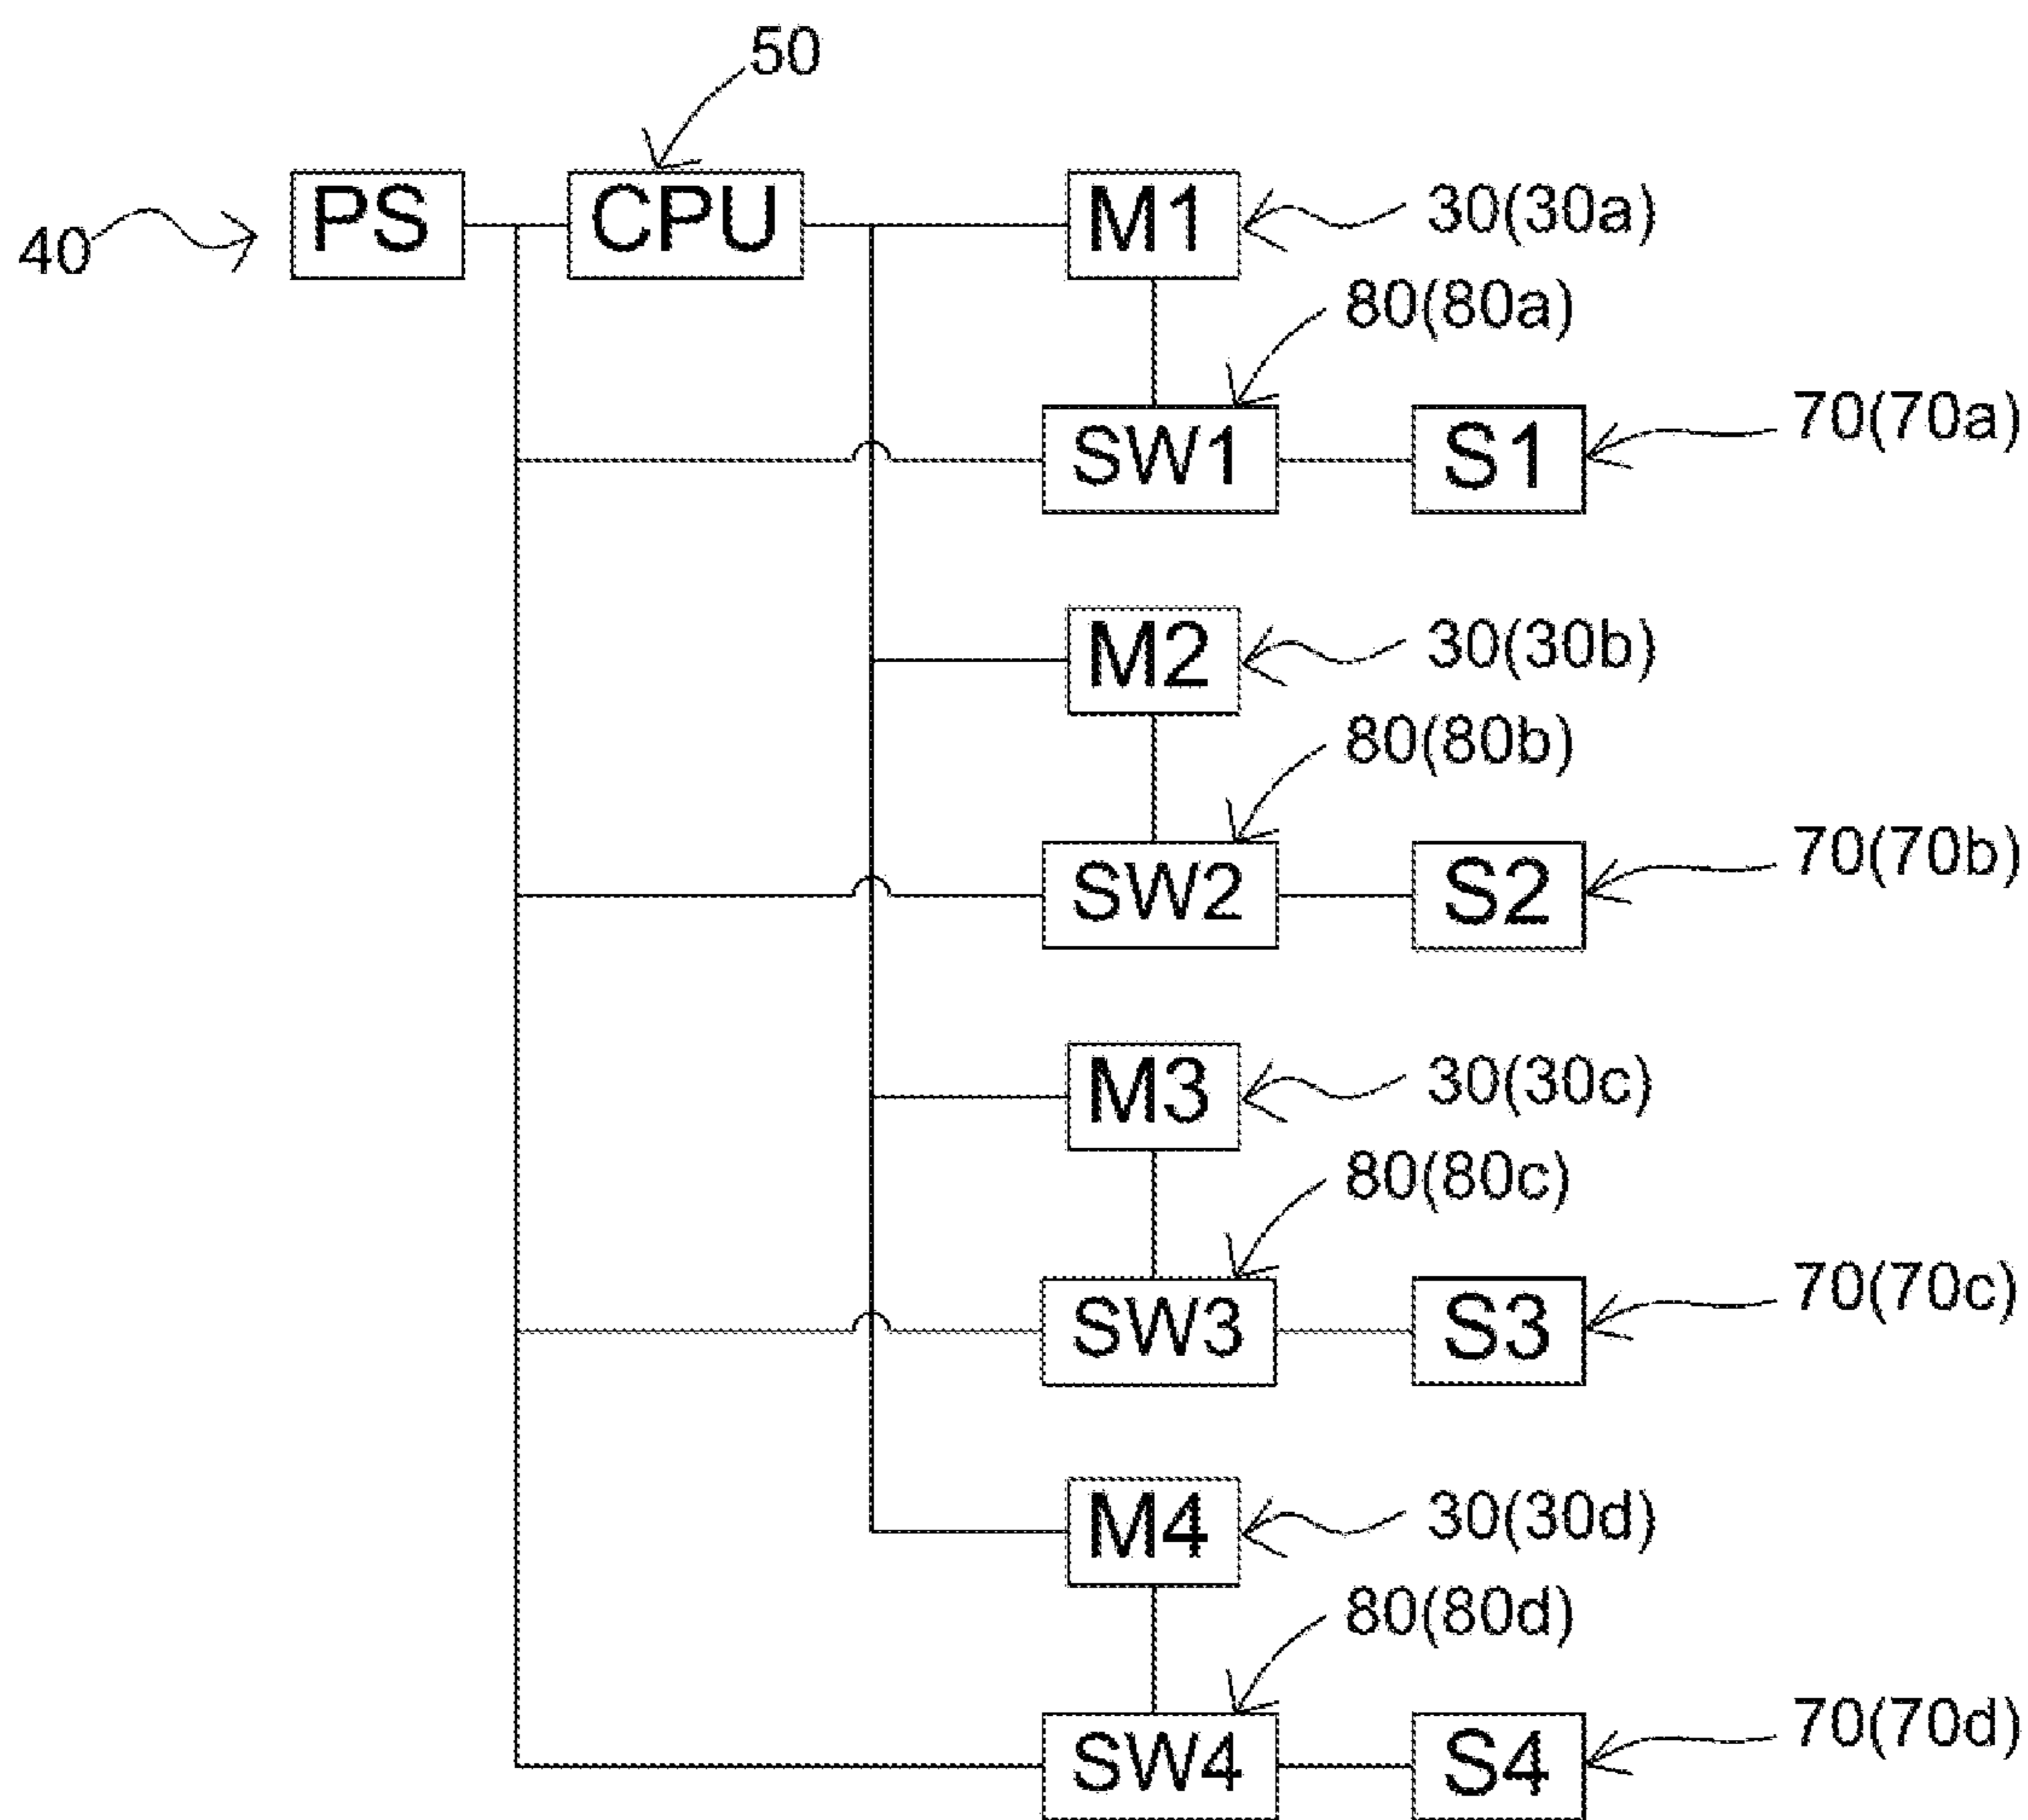 50
PS
CPU
M1
30(30a)
40
80(80a)
SW1
S1
70(70a)
M2
30(30b)
80(80b)
SW2
S2
70(70b)
M3
30(30c)
80(80c)
SW3
S3
70(70c)
M4
30(30d)
80(80d)
SW4
S4
70(70d)